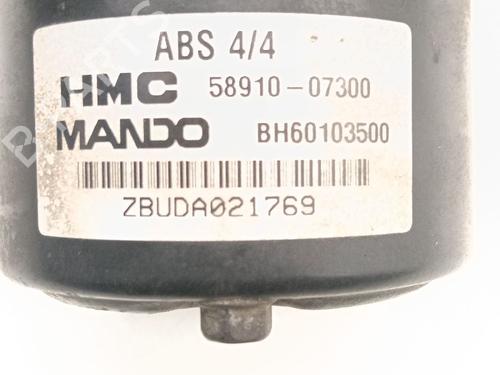 ABS 4/4
HMC 58910-07300
MANDO BH60103500
ZBUDA021769